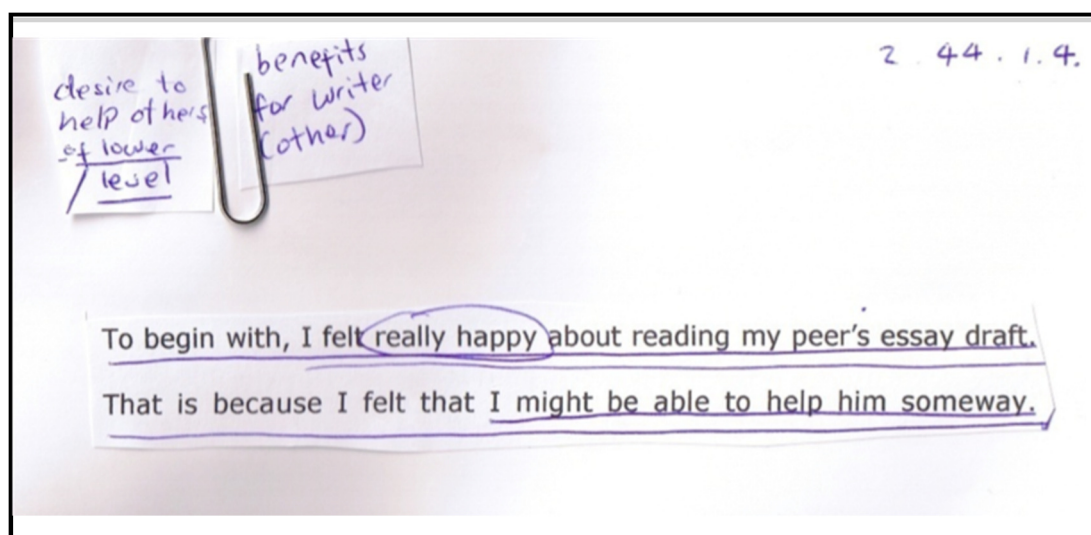 desire to
help others
of lower
level
benefits
for writer
(other)
2. 44. 1. 4.
To begin with, I felt really happy about reading my peer's essay draft.
That is because I felt that I might be able to help him someway.